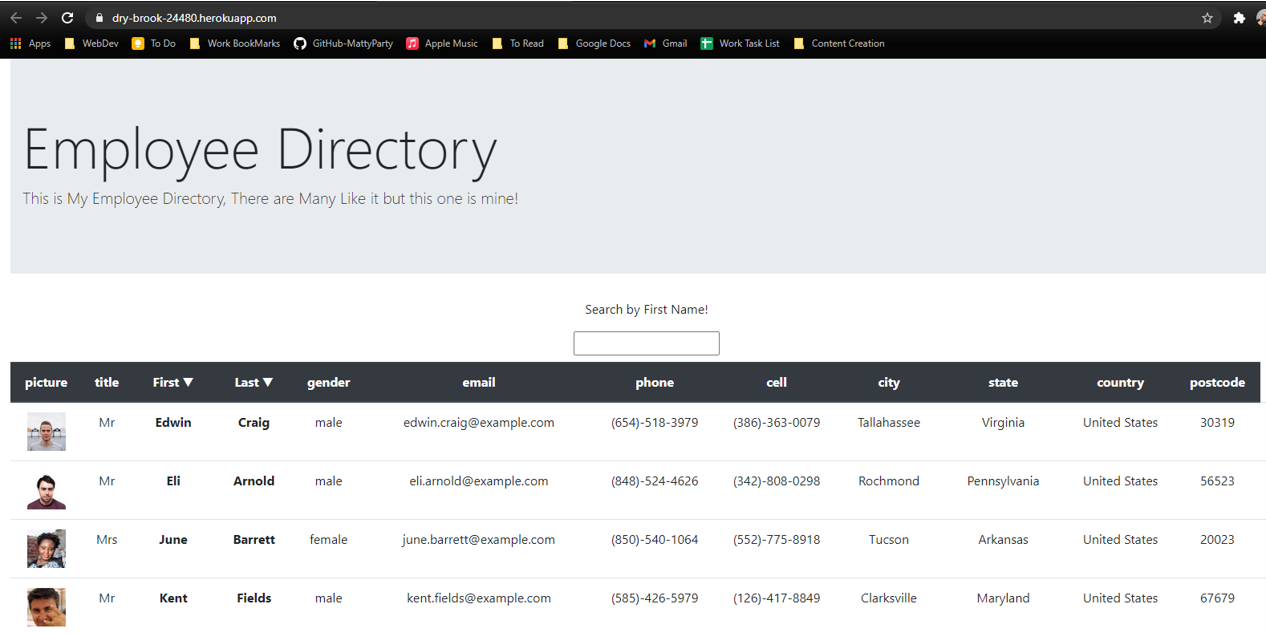 dry-brook-24480.herokuapp.com
Apps WebDev To Do Work BookMarks GitHub-MattyParty Apple Music To Read Google Docs Gmail Work Task List Content Creation
Employee Directory
This is My Employee Directory, There are Many Like it but this one is mine!
Search by First Name!
picture title First ▼ Last ▼ gender email phone cell city state country postcode
Mr Edwin Craig male edwin.craig@example.com (654)-518-3979 (386)-363-0079 Tallahassee Virginia United States 30319
Mr Eli Arnold male eli.arnold@example.com (848)-524-4626 (342)-808-0298 Rochmond Pennsylvania United States 56523
Mrs June Barrett female june.barrett@example.com (850)-540-1064 (552)-775-8918 Tucson Arkansas United States 20023
Mr Kent Fields male kent.fields@example.com (585)-426-5979 (126)-417-8849 Clarksville Maryland United States 67679